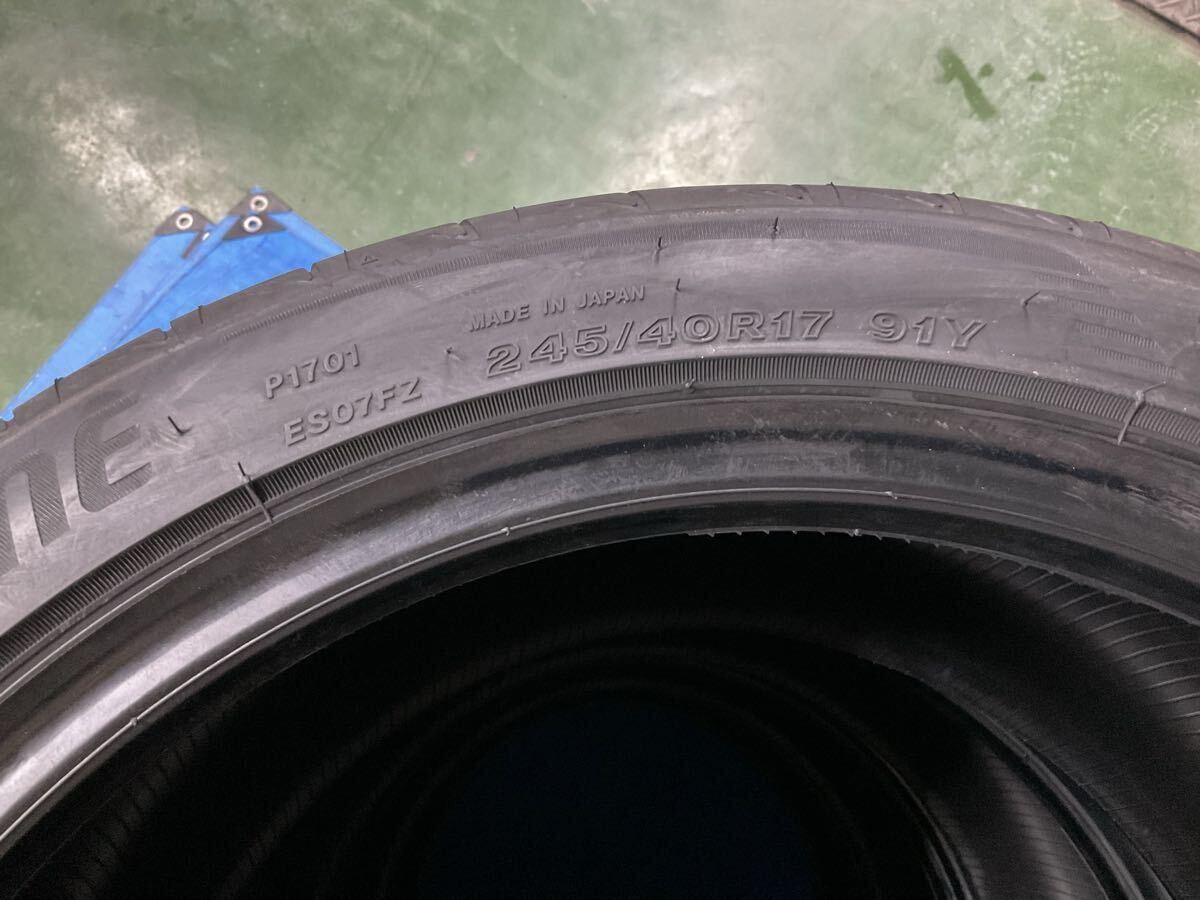 MADE IN JAPAN
245/40R17 91Y
P1701
ES07FZ